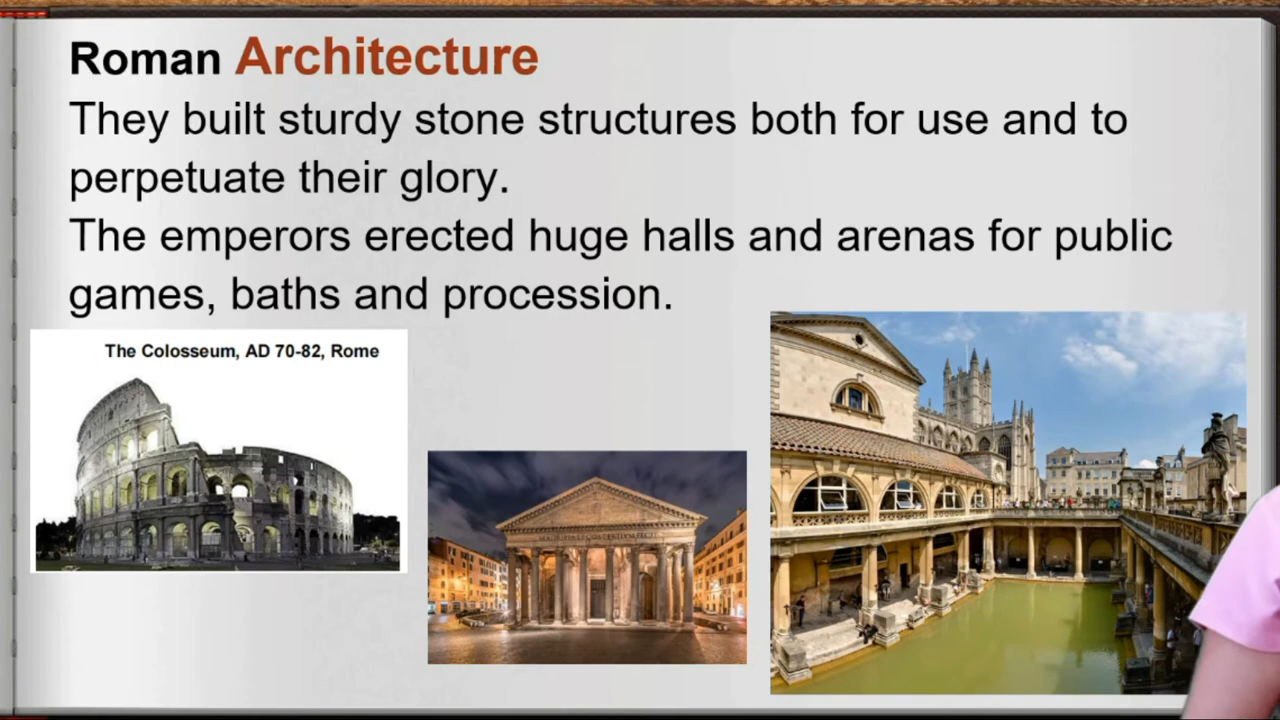 Roman Architecture
They built sturdy stone structures both for use and to
perpetuate their glory.
The emperors erected huge halls and arenas for public
games, baths and procession.
The Colosseum, AD 70-82, Rome